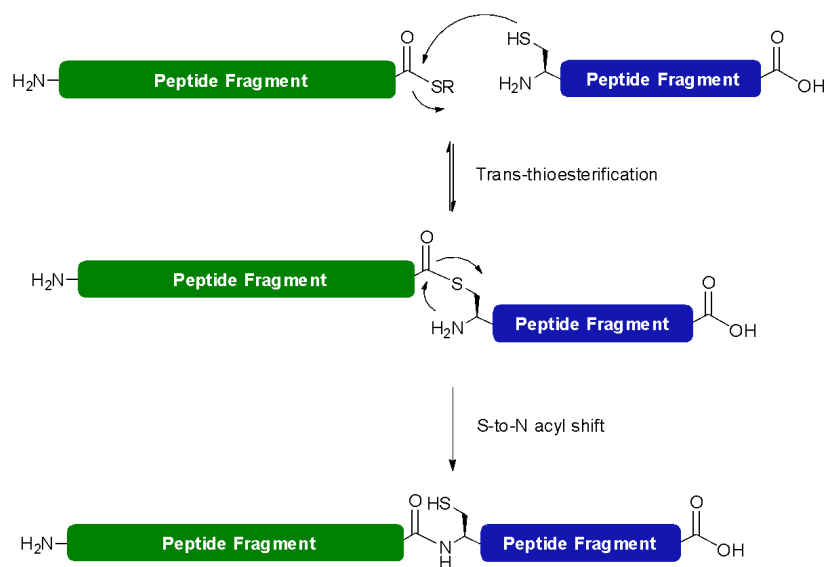 H₂N
Peptide Fragment
O
SR
HS
H₂N
Peptide Fragment
O
OH
Trans-thioesterification
H₂N
Peptide Fragment
O
S
H₂N
Peptide Fragment
O
OH
S-to-N acyl shift
H₂N
Peptide Fragment
O
HS
N
H
Peptide Fragment
O
OH